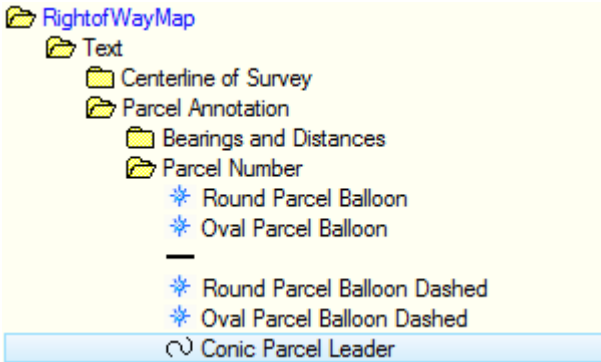 RightofWayMap
Text
Centerline of Survey
Parcel Annotation
Bearings and Distances
Parcel Number
Round Parcel Balloon
Oval Parcel Balloon
Round Parcel Balloon Dashed
Oval Parcel Balloon Dashed
Conic Parcel Leader